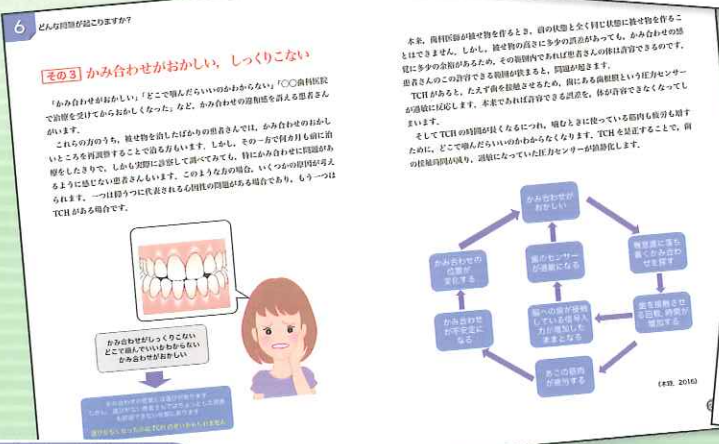 6
どんな問題が起こりますか?
その3 かみ合わせがおかしい，しっくりこない
「かみ合わせがおかしい」「どこで噛んだらいいのかわからない」「〇〇歯科医院
で治療を受けてからおかしくなった」など，かみ合わせの違和感を訴える患者さん
がいます．
これらの方のうち，被せ物を治したばかりの患者さんでは，かみ合わせのおかし
いところを再調整することで治る方もいます．しかし，その一方で何カ月も前に治
療をしたきりで，しかも実際に診察して調べてみても，特にかみ合わせに問題があ
るように感じない患者さんもいます．このような方の場合，いくつかの原因が考え
られます．一つは抑うつに代表される心因性の問題がある場合であり，もう一つは
TCHがある場合です．
かみ合わせがしっくりこない
どこで噛んでいいかわからない
かみ合わせがおかしい
本来，歯科医師が被せ物を作るとき，前の状態と全く同じ状態に被せ物を作るこ
とはできません．しかし，被せ物の高さに多少の誤差があっても，かみ合わせの感
覚に多少の余裕があるため，その範囲内であれば患者さんの体は許容できるのです．
患者さんのこの許容できる範囲が狭まると，問題が起きます．
TCHがあると，たえず歯を接触させるため，歯にある歯根膜という圧力センサー
が過敏に反応します．本来であれば許容できる誤差を，体が許容できなくなってし
まいます．
そしてTCHの時間が長くなるにつれ，噛むときに使っている筋肉も疲労も増す
ために，どこで噛んだらいいのかわからなくなります．TCHを是正することで，歯
の接触時間が減り，過敏になっていた圧力センサーが鎮静化します．
かみ合わせが
おかしい
無意識に落ち
着くかみ合わ
せを探す
歯を接触させ
る回数，時間が
増加する
あごの筋肉
が疲労する
かみ合わせ
が不安定に
なる
かみ合わせの
位置が
変化する
歯のセンサー
が過敏になる
脳への歯が接触
している信号入
力が増加した
ままとなる
(木野，2016)